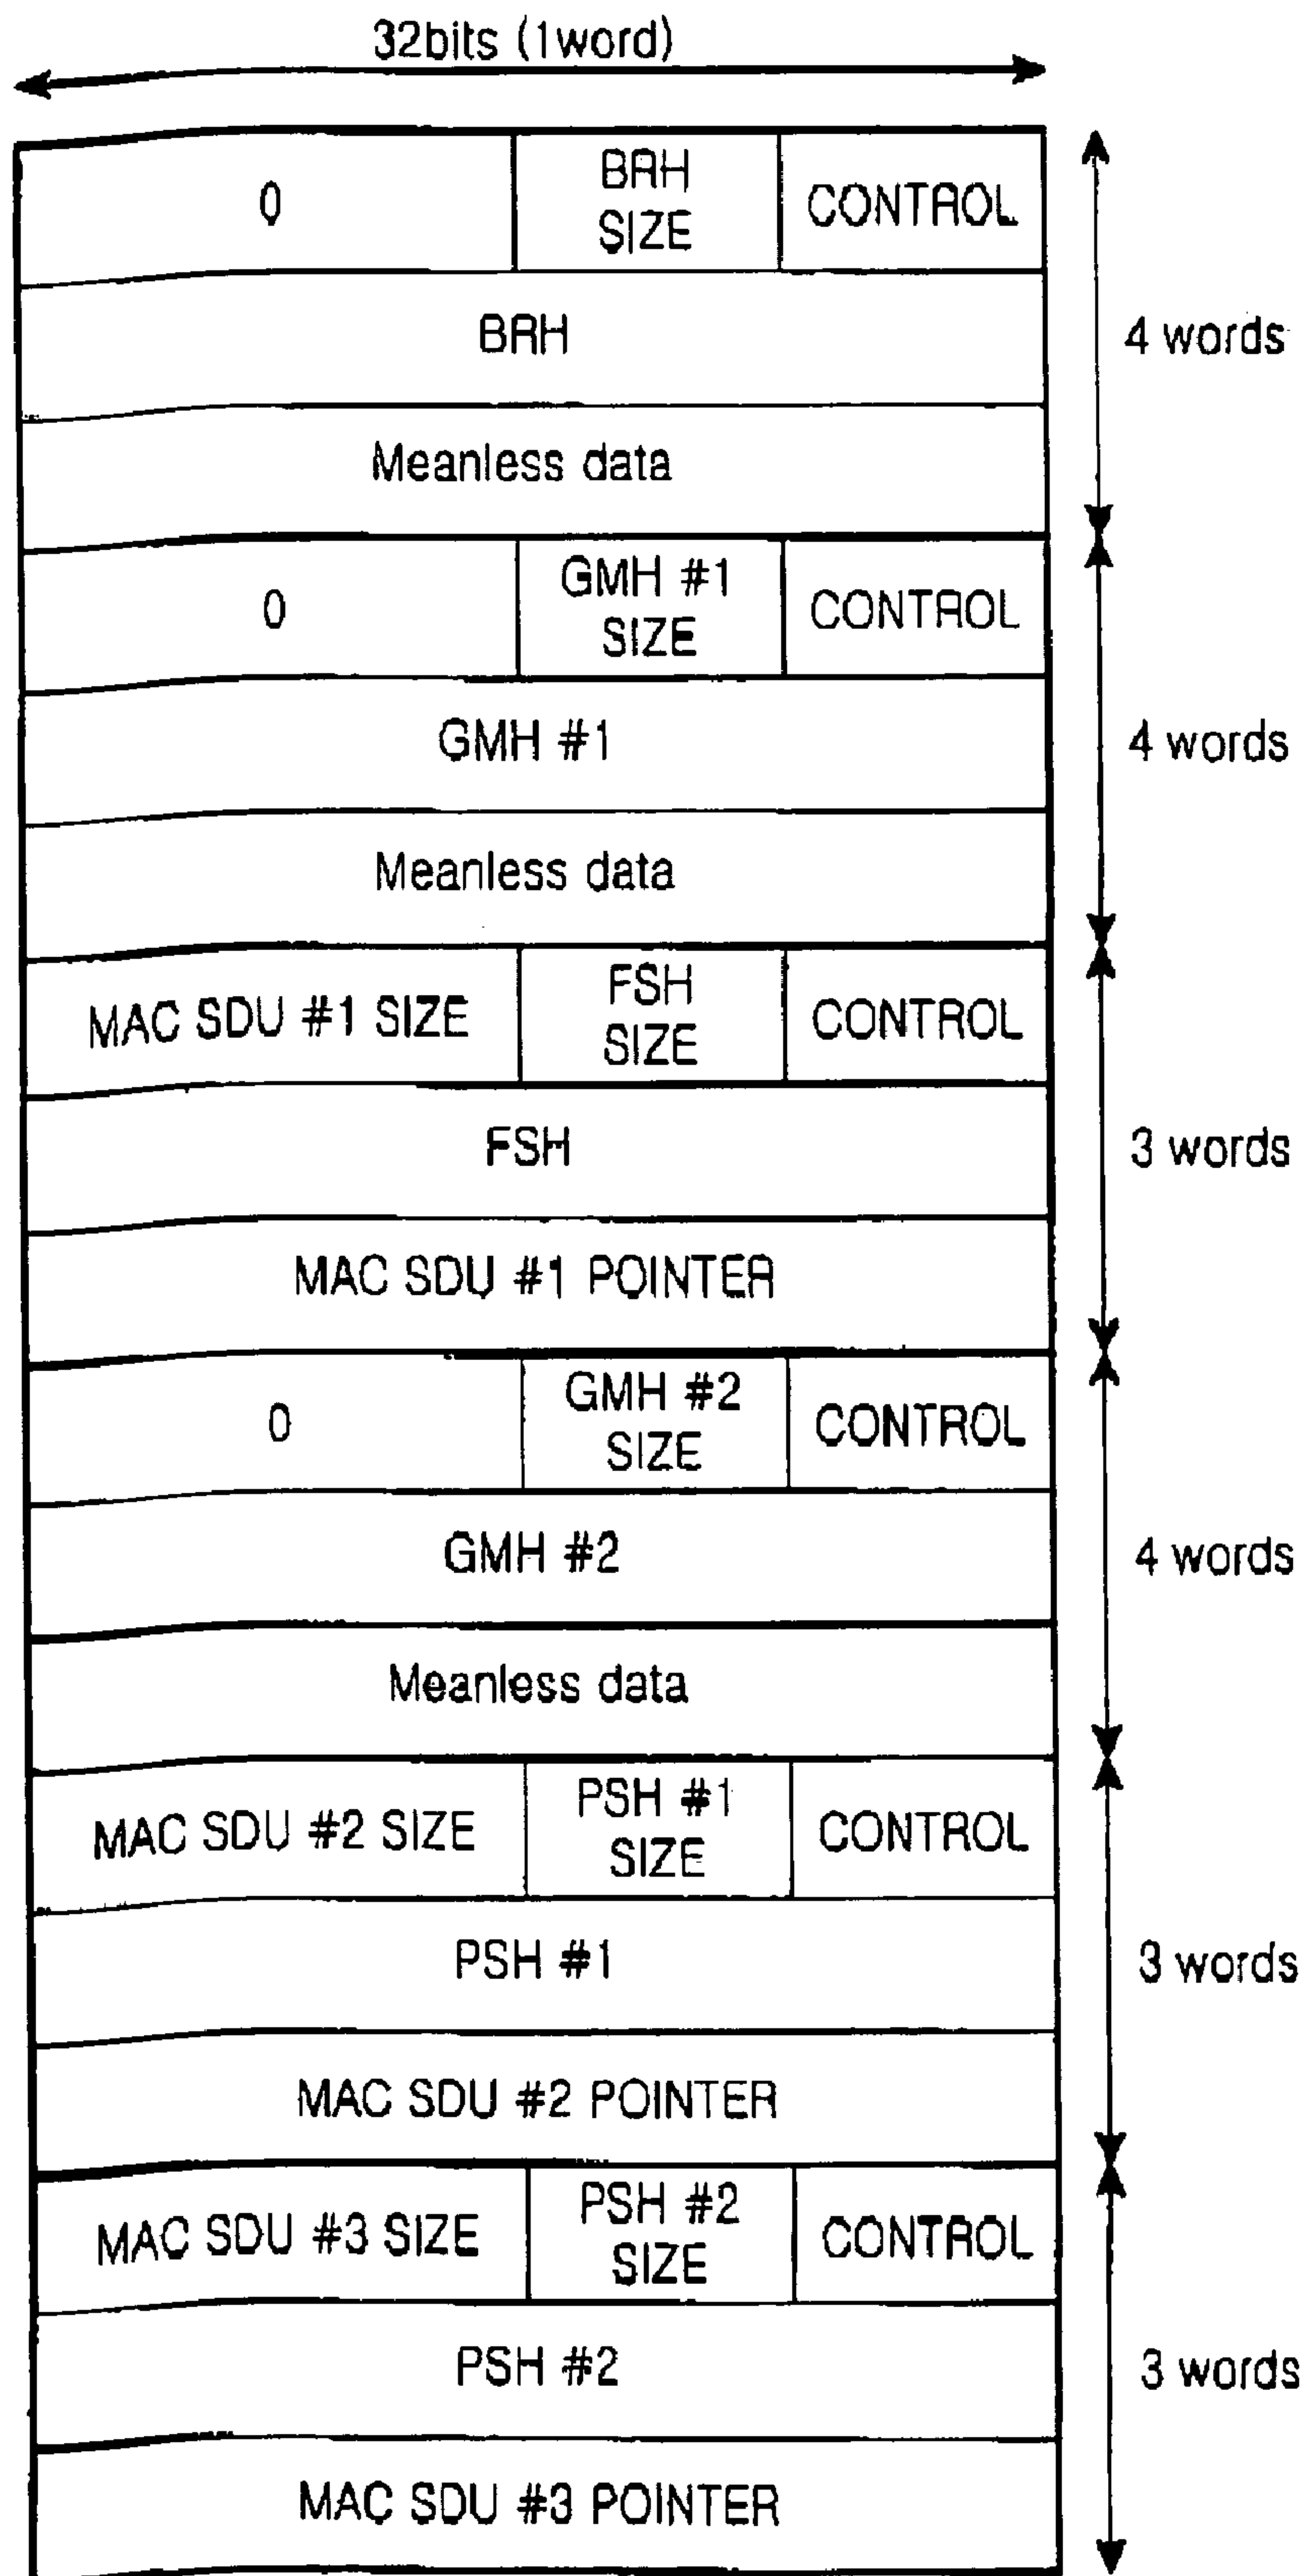 32bits (1word)
0
BRH
SIZE
CONTROL
BRH
Meanless data
4 words
0
GMH #1
SIZE
CONTROL
GMH #1
Meanless data
4 words
MAC SDU #1 SIZE
FSH
SIZE
CONTROL
FSH
MAC SDU #1 POINTER
3 words
0
GMH #2
SIZE
CONTROL
GMH #2
Meanless data
4 words
MAC SDU #2 SIZE
PSH #1
SIZE
CONTROL
PSH #1
MAC SDU #2 POINTER
3 words
MAC SDU #3 SIZE
PSH #2
SIZE
CONTROL
PSH #2
MAC SDU #3 POINTER
3 words